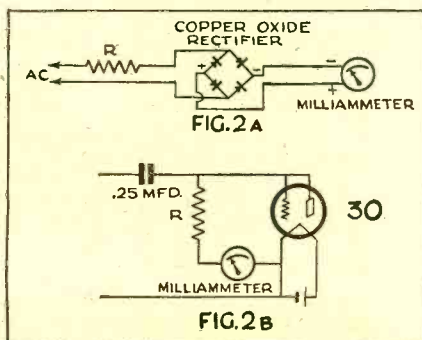 COPPER OXIDE
RECTIFIER
R
AC
+
-
-
+
MILLIAMMETER
FIG.2A
.25 MFD.
R
30
MILLIAMMETER
FIG.2B